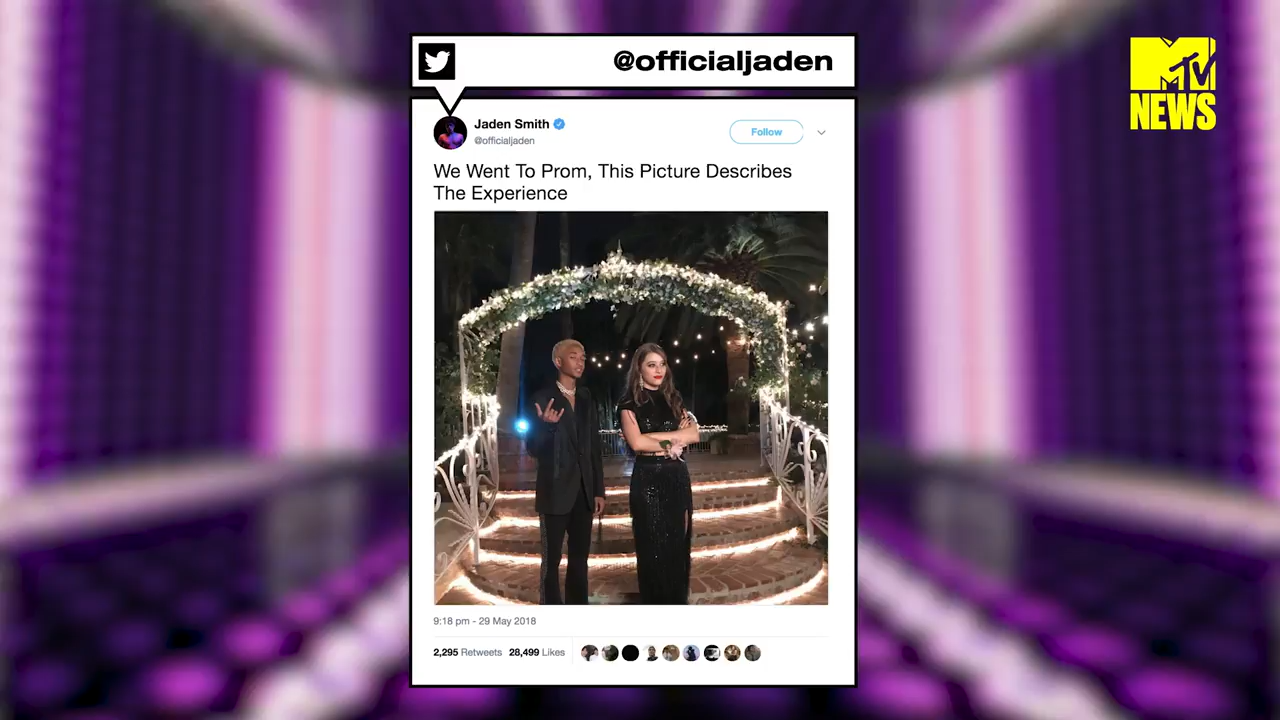 @officialjaden
MTV
NEWS
Jaden Smith
@officialjaden
Follow
We Went To Prom, This Picture Describes
The Experience
9:18 pm - 29 May 2018
2,295 Retweets 28,499 Likes